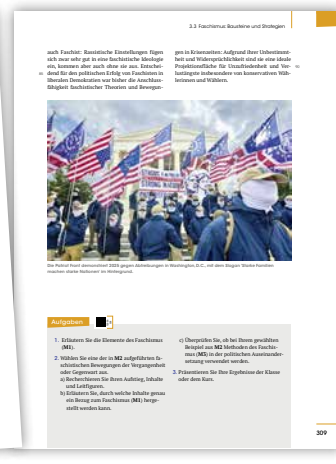 3.3 Faschismus: Bausteine und Strategien
auch Faschist: Rassistische Einstellungen fügen
sich zwar sehr gut in eine faschistische Ideologie
ein, kommen aber auch ohne sie aus. Entschei-
dend für den politischen Erfolg von Faschisten in
liberalen Demokratien war bisher die Anschluss-
fähigkeit faschistischer Theorien und Bewegun-
gen in Krisenzeiten: Aufgrund ihrer Unbestimmt-
heit und Widersprüchlichkeit sind sie eine ideale
Projektionsfläche für Unzufriedenheit und Ver-
lustängste insbesondere von konservativen Wäh-
lerinnen und Wählern.
STRONG NATIONS
Die Patriot Front demonstriert 2026 gegen Abtreibungen in Washington, D.C., mit dem Slogan 'Starke Familien
machen starke Nationen' im Hintergrund.
Aufgaben
1. Erläutern Sie die Elemente des Faschismus
(M1).
2. Wählen Sie eine der in M2 aufgeführten fa-
schistischen Bewegungen der Vergangenheit
oder Gegenwart aus.
a) Recherchieren Sie ihren Aufstieg, Inhalte
und Leitfiguren.
b) Erläutern Sie, durch welche Inhalte genau
ein Bezug zum Faschismus (M1) herge-
stellt werden kann.
c) Überprüfen Sie, ob bei Ihrem gewählten
Beispiel aus M2 Methoden des Faschis-
mus (M5) in der politischen Auseinander-
setzung verwendet werden.
3. Präsentieren Sie Ihre Ergebnisse der Klasse
oder dem Kurs.
309